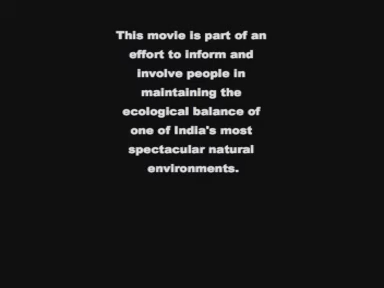 This movie is part of an
effort to inform and
involve people in
maintaining the
ecological balance of
one of India's most
spectacular natural
environments.